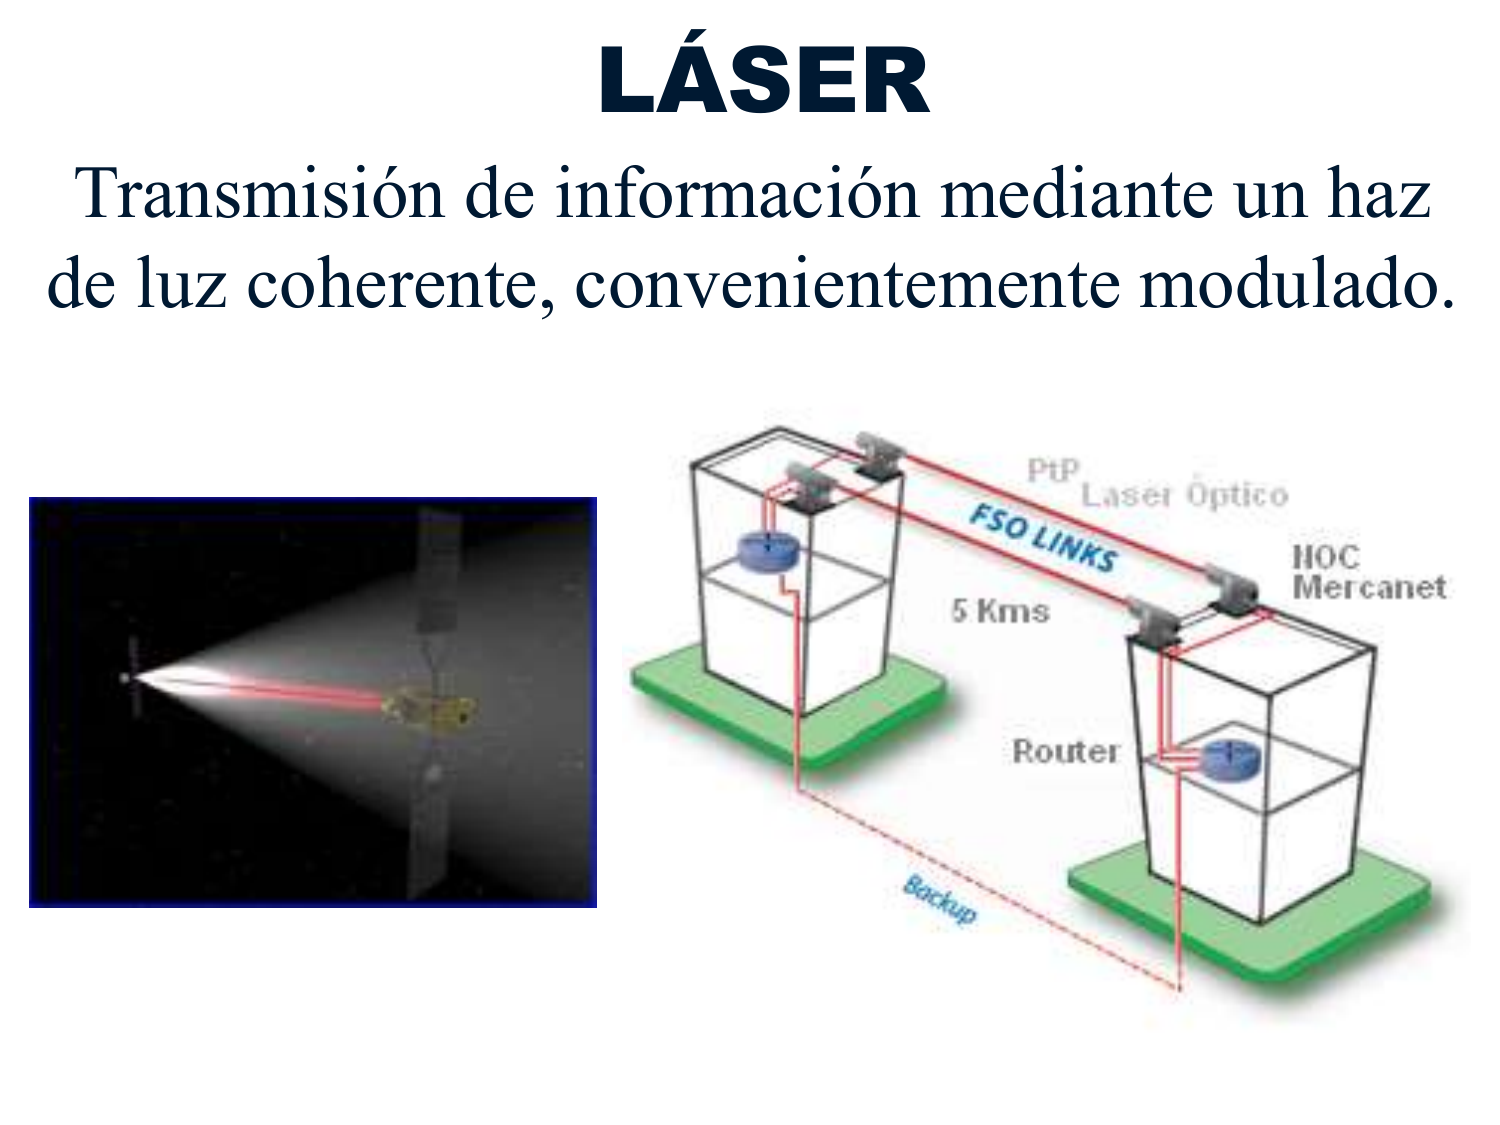 LÁSER
Transmisión de información mediante un haz
de luz coherente, convenientemente modulado.
PtP
Laser Óptico
FSO LINKS
NOC
Mercanet
5 Kms
Router
Backup